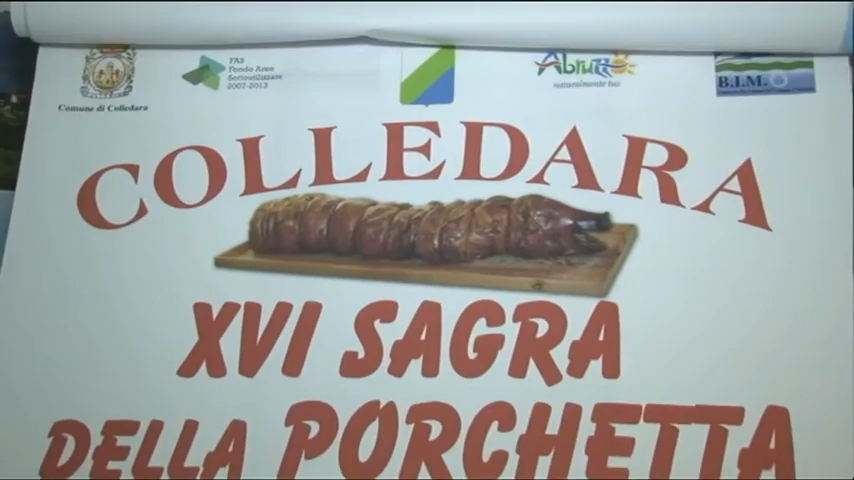 Comune di Colledara
FAS
Fondo Aree
Sottoutilizzate
2007-2013
Abruzzo
naturalmente tuo
B.I.M.
COLLEDARA
XVI SAGRA
DELLA PORCHETTA